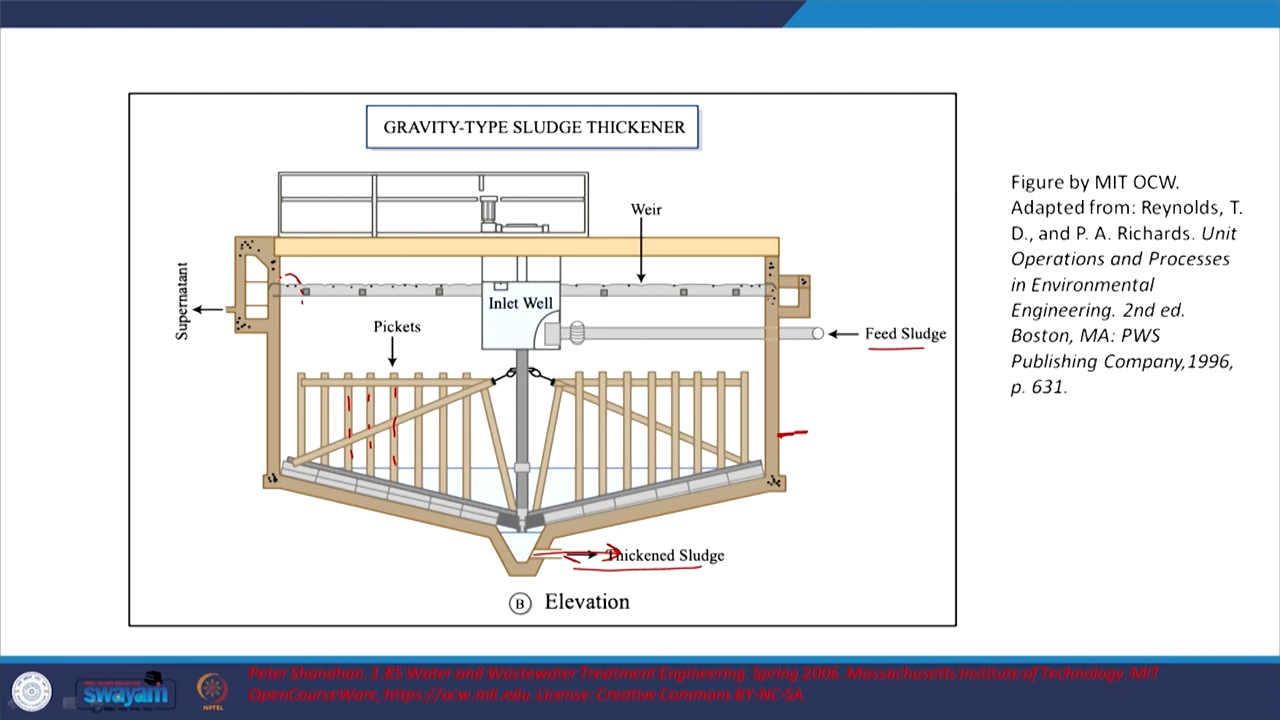 GRAVITY-TYPE SLUDGE THICKENER
Weir
Supernatant
Inlet Well
Pickets
Feed Sludge
Thickened Sludge
B Elevation
Figure by MIT OCW.
Adapted from: Reynolds, T.
D., and P. A. Richards. Unit
Operations and Processes
in Environmental
Engineering. 2nd ed.
Boston, MA: PWS
Publishing Company,1996,
p. 631.
Peter Shanahan. 1.85 Water and Wastewater Treatment Engineering. Spring 2006. Massachusetts Institute of Technology: MIT
OpenCourseWare, https://ocw.mit.edu. License: Creative Commons BY-NC-SA.
swayam
NPTEL